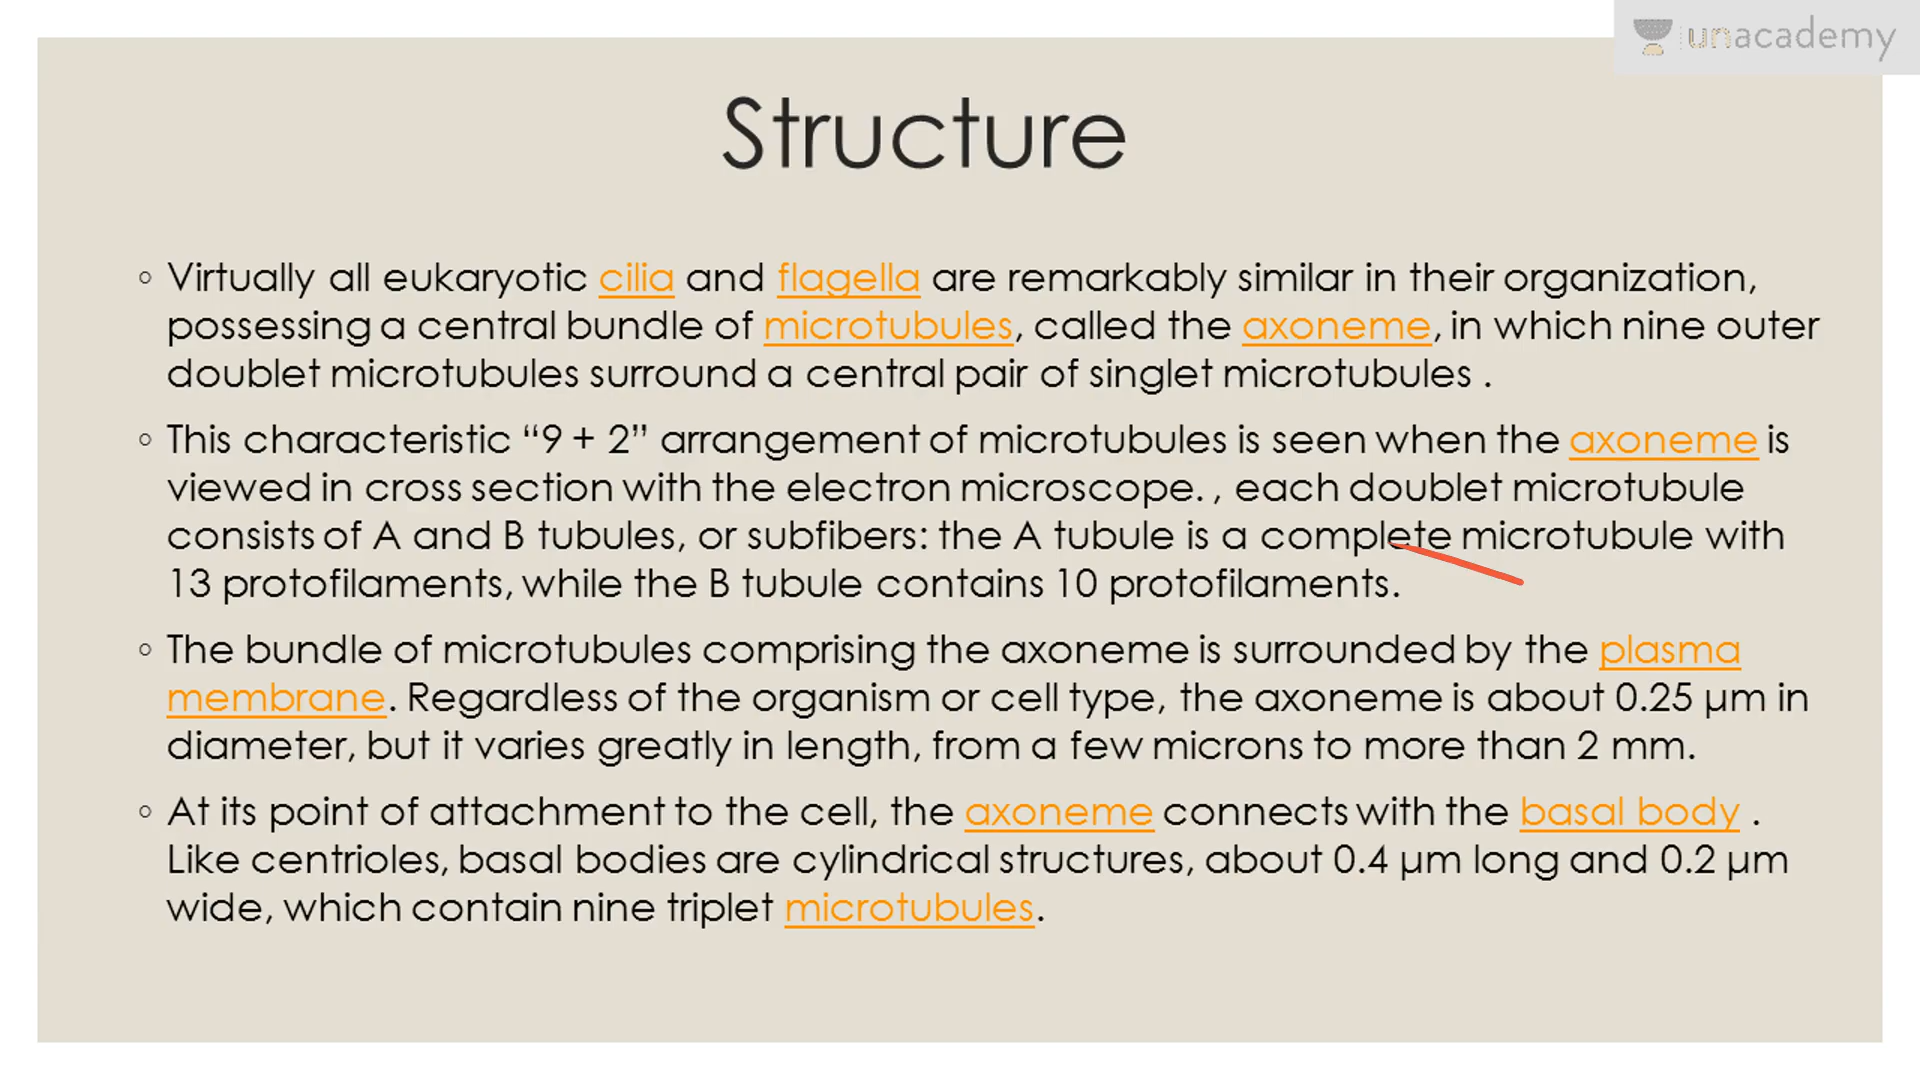 unacademy
Structure
◦ Virtually all eukaryotic cilia and flagella are remarkably similar in their organization,
possessing a central bundle of microtubules, called the axoneme, in which nine outer
doublet microtubules surround a central pair of singlet microtubules .
◦ This characteristic “9 + 2” arrangement of microtubules is seen when the axoneme is
viewed in cross section with the electron microscope. , each doublet microtubule
consists of A and B tubules, or subfibers: the A tubule is a complete microtubule with
13 protofilaments, while the B tubule contains 10 protofilaments.
◦ The bundle of microtubules comprising the axoneme is surrounded by the plasma
membrane. Regardless of the organism or cell type, the axoneme is about 0.25 μm in
diameter, but it varies greatly in length, from a few microns to more than 2 mm.
◦ At its point of attachment to the cell, the axoneme connects with the basal body .
Like centrioles, basal bodies are cylindrical structures, about 0.4 μm long and 0.2 μm
wide, which contain nine triplet microtubules.